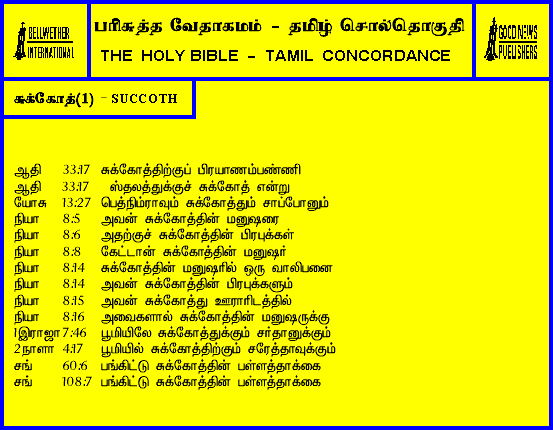 BELLWETHER
INTERNATIONAL
பரிசுத்த வேதாகமம் - தமிழ் சொல்தொகுதி
THE HOLY BIBLE - TAMIL CONCORDANCE
GOOD NEWS
PUBLISHERS
சுக்கோத்(1) - SUCCOTH
ஆதி 33:17 சுக்கோத்திற்குப் பிரயாணம்பண்ணி
ஆதி 33:17 ஸ்தலத்துக்குச் சுக்கோத் என்று
யோசு 13:27 பெத்நிம்ராவும் சுக்கோத்தும் சாப்போனும்
நியா 8:5 அவன் சுக்கோத்தின் மனுஷரை
நியா 8:6 அதற்குச் சுக்கோத்தின் பிரபுக்கள்
நியா 8:8 கேட்டான் சுக்கோத்தின் மனுஷர்
நியா 8:14 சுக்கோத்தின் மனுஷரில் ஒரு வாலிபனை
நியா 8:14 அவன் சுக்கோத்தின் பிரபுக்களும்
நியா 8:15 அவன் சுக்கோத்து ஊராரிடத்தில்
நியா 8:16 அவைகளால் சுக்கோத்தின் மனுஷருக்கு
1இராஜா 7:46 பூமியிலே சுக்கோத்துக்கும் சர்தானுக்கும்
2நாளா 4:17 பூமியில் சுக்கோத்திற்கும் சரேத்தாவுக்கும்
சங் 60:6 பங்கிட்டு சுக்கோத்தின் பள்ளத்தாக்கை
சங் 108:7 பங்கிட்டு சுக்கோத்தின் பள்ளத்தாக்கை